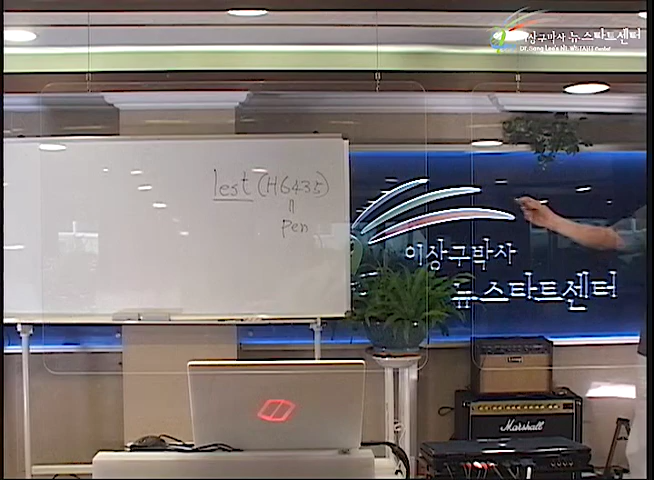 이상구박사 뉴스타트센터
lest (H6435)
=
pen
이상구박사
뉴스타트센터
Marshall